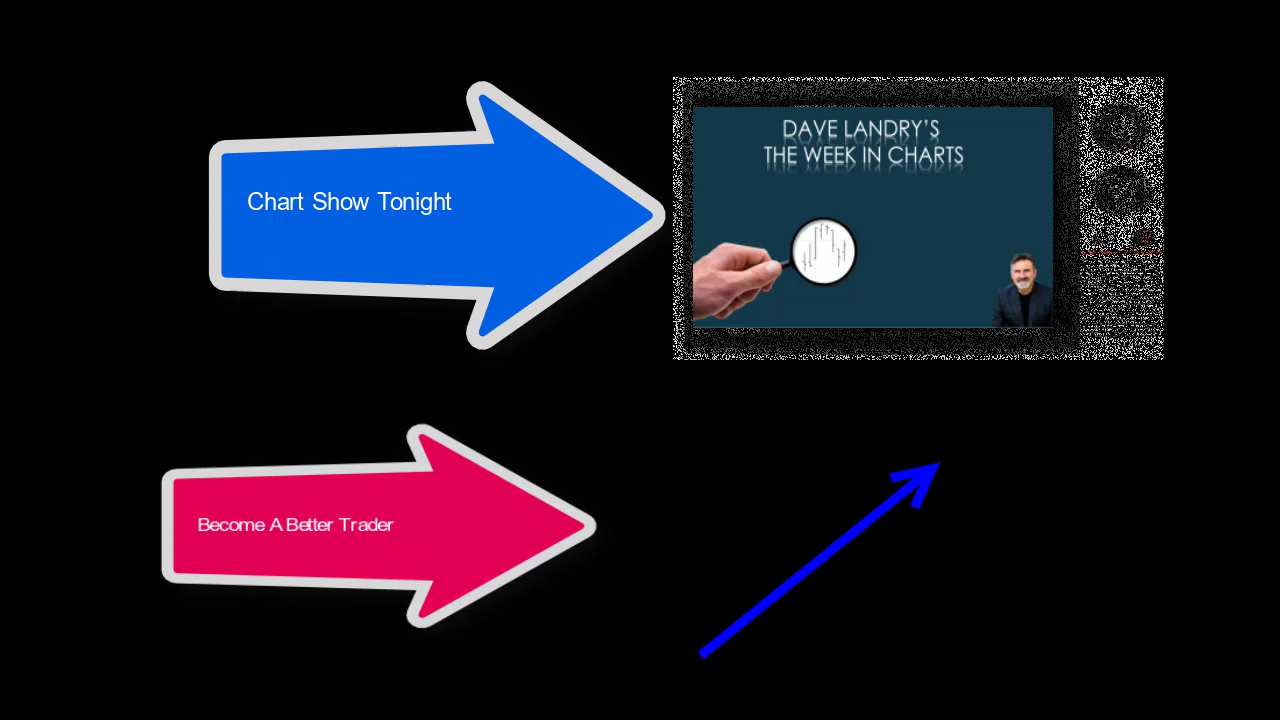 Chart Show Tonight
DAVE LANDRY'S
THE WEEK IN CHARTS
Become A Better Trader